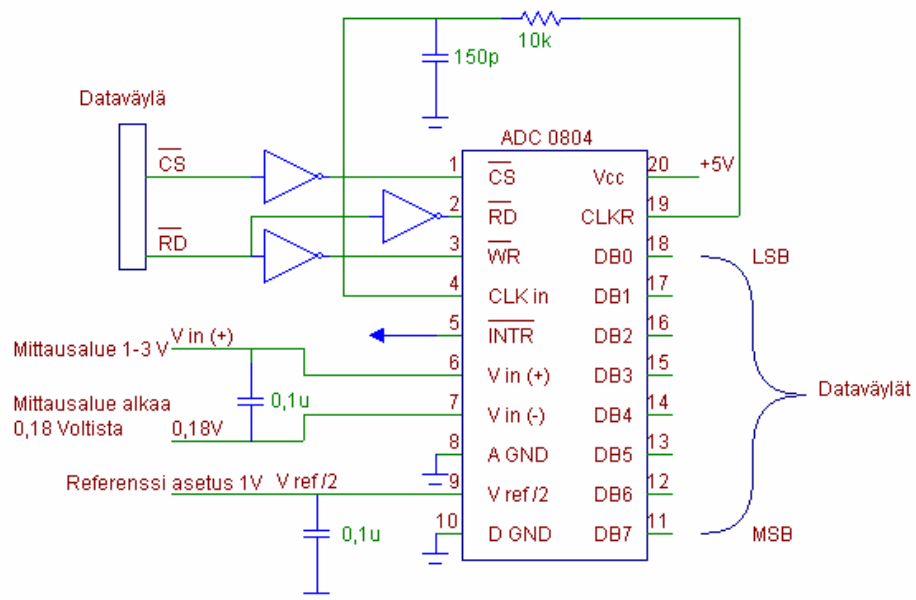 10k
150p
Dataväylä
ADC 0804
CS
1
CS
Vcc
20
+5V
2
RD
CLKR
19
RD
3
WR
DB0
18
LSB
4
CLK in
DB1
17
5
INTR
DB2
16
Mittausalue 1-3 V
V in (+)
6
V in (+)
DB3
15
0,1u
Mittausalue alkaa
0,18 Voltista
0,18V
7
V in (-)
DB4
14
Dataväylät
8
A GND
DB5
13
Referenssi asetus 1V
V ref/2
9
V ref/2
DB6
12
0,1u
10
D GND
DB7
11
MSB